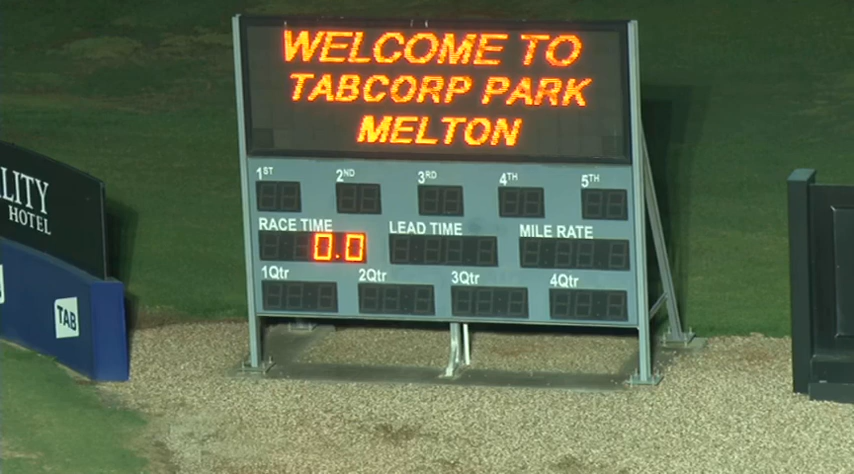 WELCOME TO
TABCORP PARK
MELTON
1ST 2ND 3RD 4TH 5TH
RACE TIME LEAD TIME MILE RATE
0.0
1Qtr 2Qtr 3Qtr 4Qtr
HOTEL
TAB